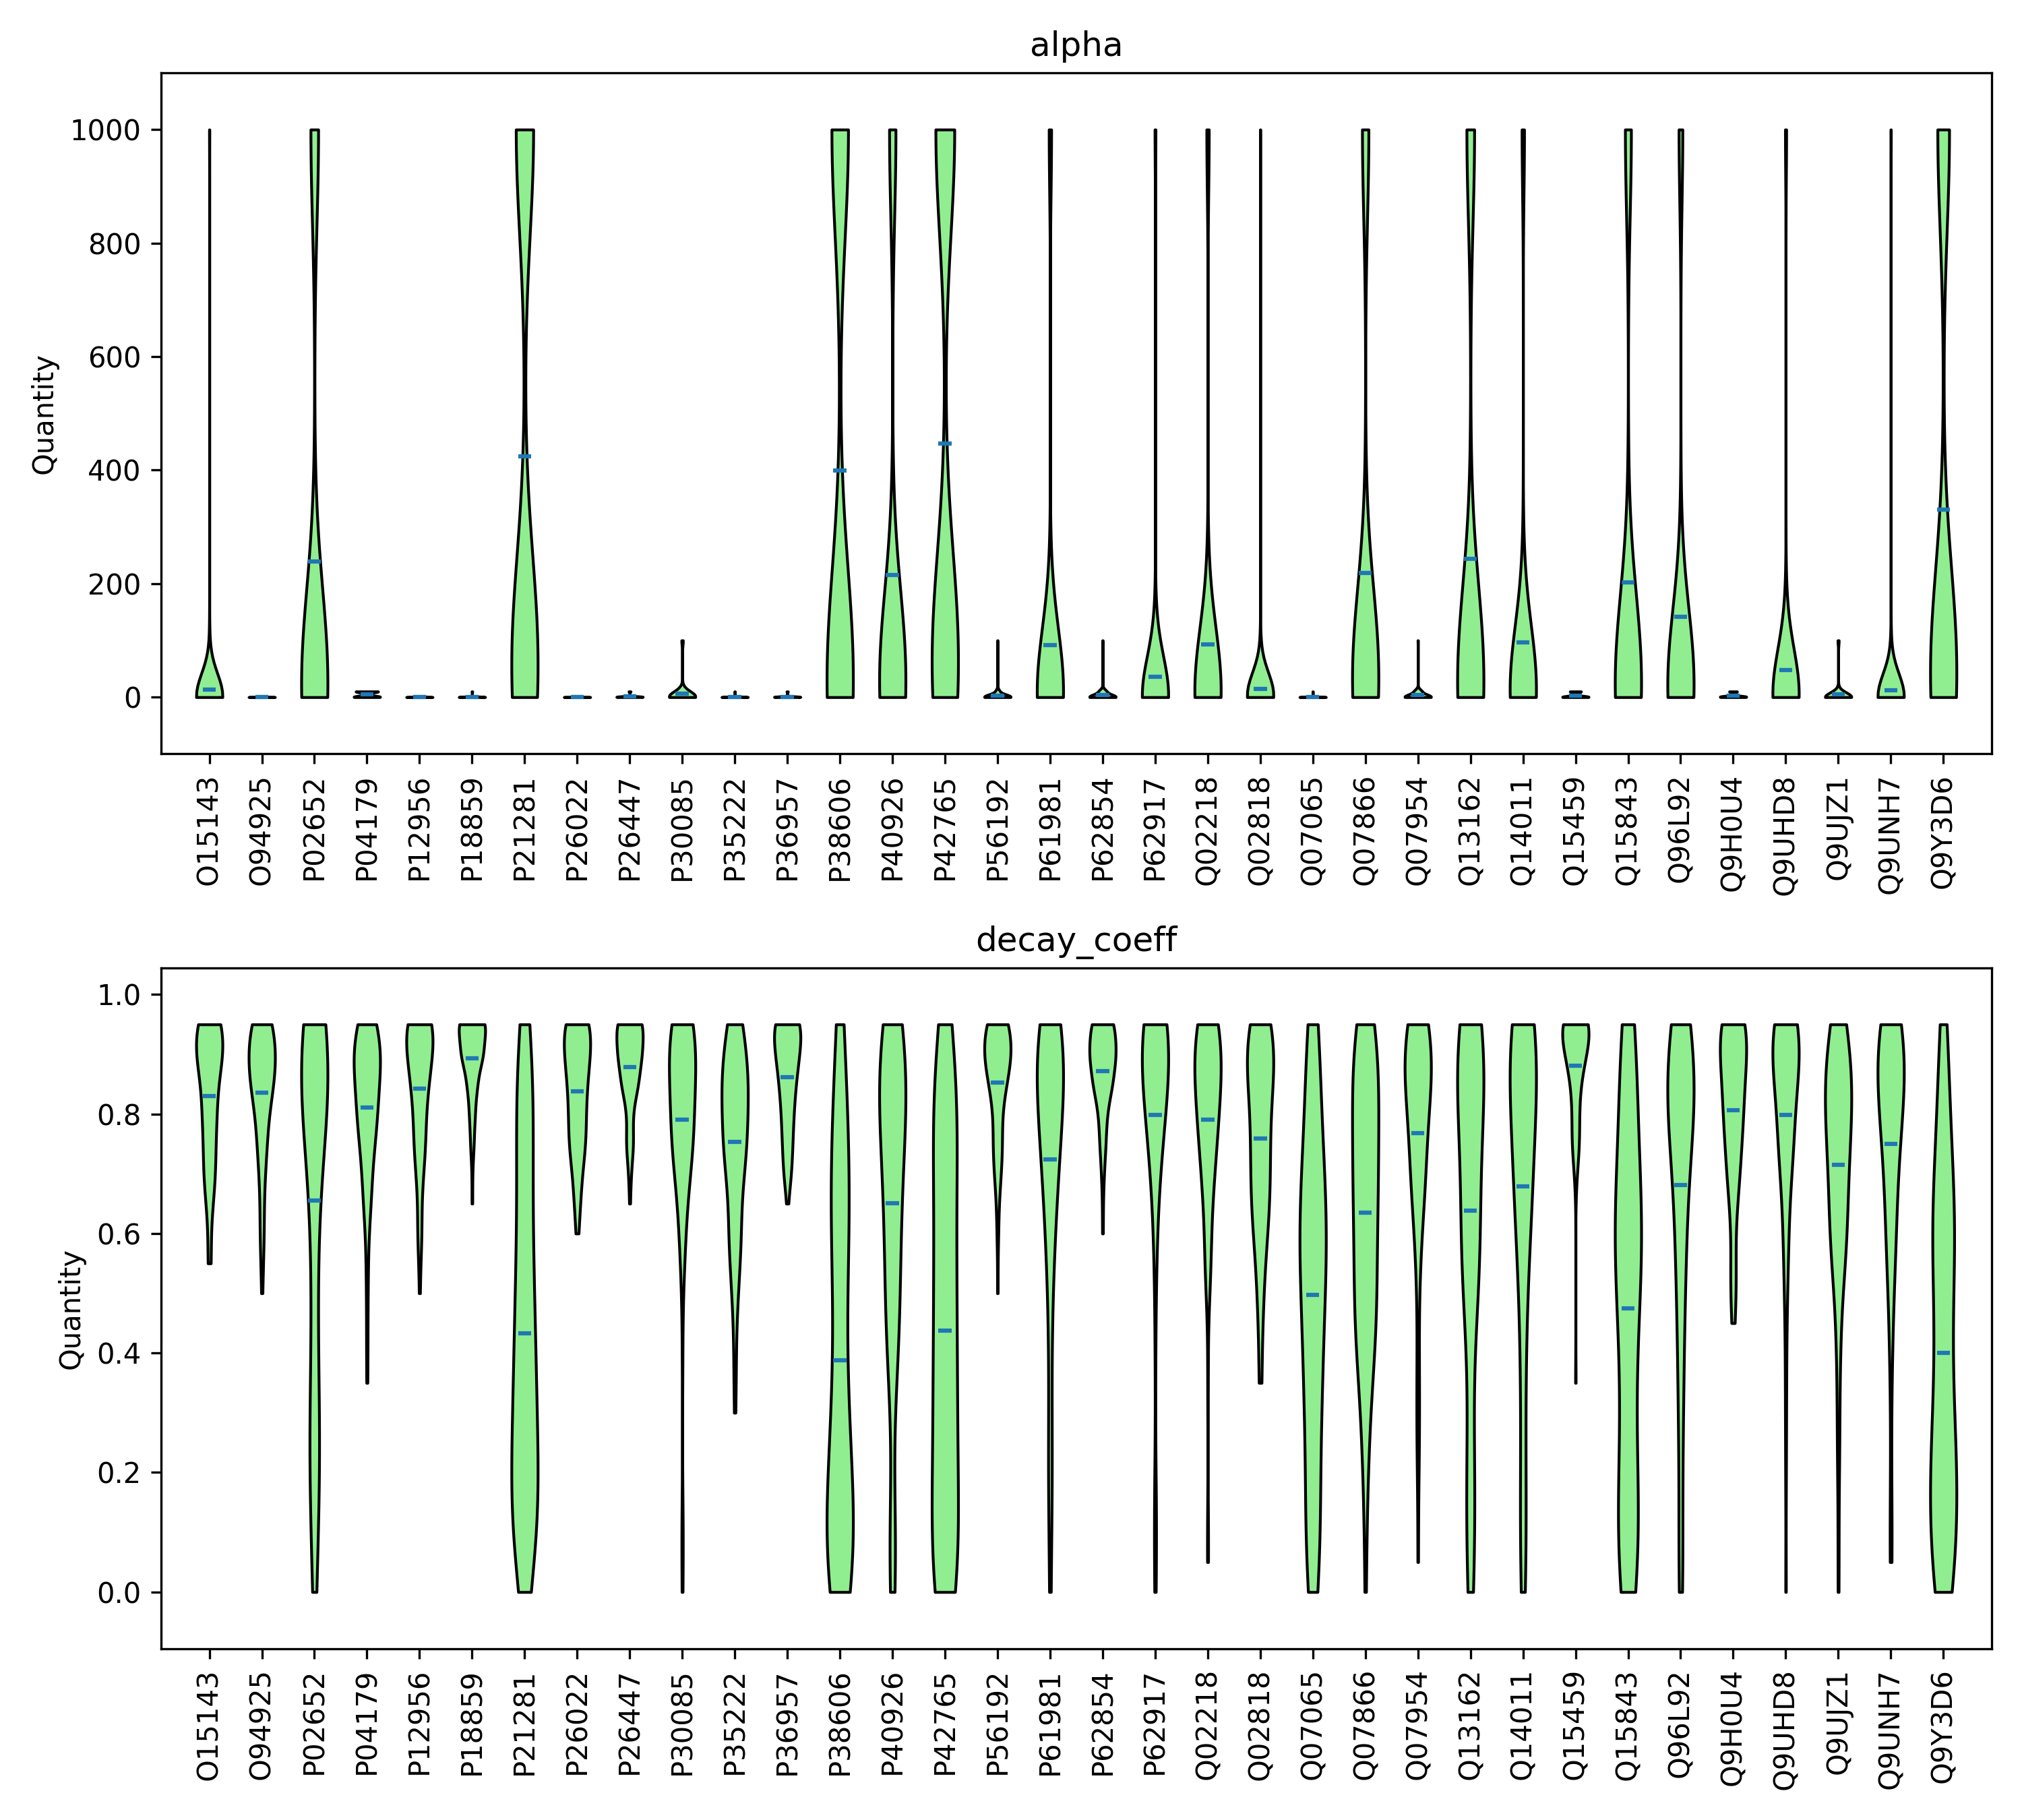 alpha
Quantity
1000
800
600
400
200
0
O15143 O94925 P02652 P04179 P12956 P18859 P21281 P26022 P26447 P30085 P35222 P36957 P38606 P40926 P42765 P56192 P61981 P62854 P62917 Q02218 Q02818 Q07065 Q07866 Q07954 Q13162 Q14011 Q15459 Q15843 Q96L92 Q9H0U4 Q9UHD8 Q9UJZ1 Q9UNH7 Q9Y3D6
decay_coeff
Quantity
1.0
0.8
0.6
0.4
0.2
0.0
O15143 O94925 P02652 P04179 P12956 P18859 P21281 P26022 P26447 P30085 P35222 P36957 P38606 P40926 P42765 P56192 P61981 P62854 P62917 Q02218 Q02818 Q07065 Q07866 Q07954 Q13162 Q14011 Q15459 Q15843 Q96L92 Q9H0U4 Q9UHD8 Q9UJZ1 Q9UNH7 Q9Y3D6